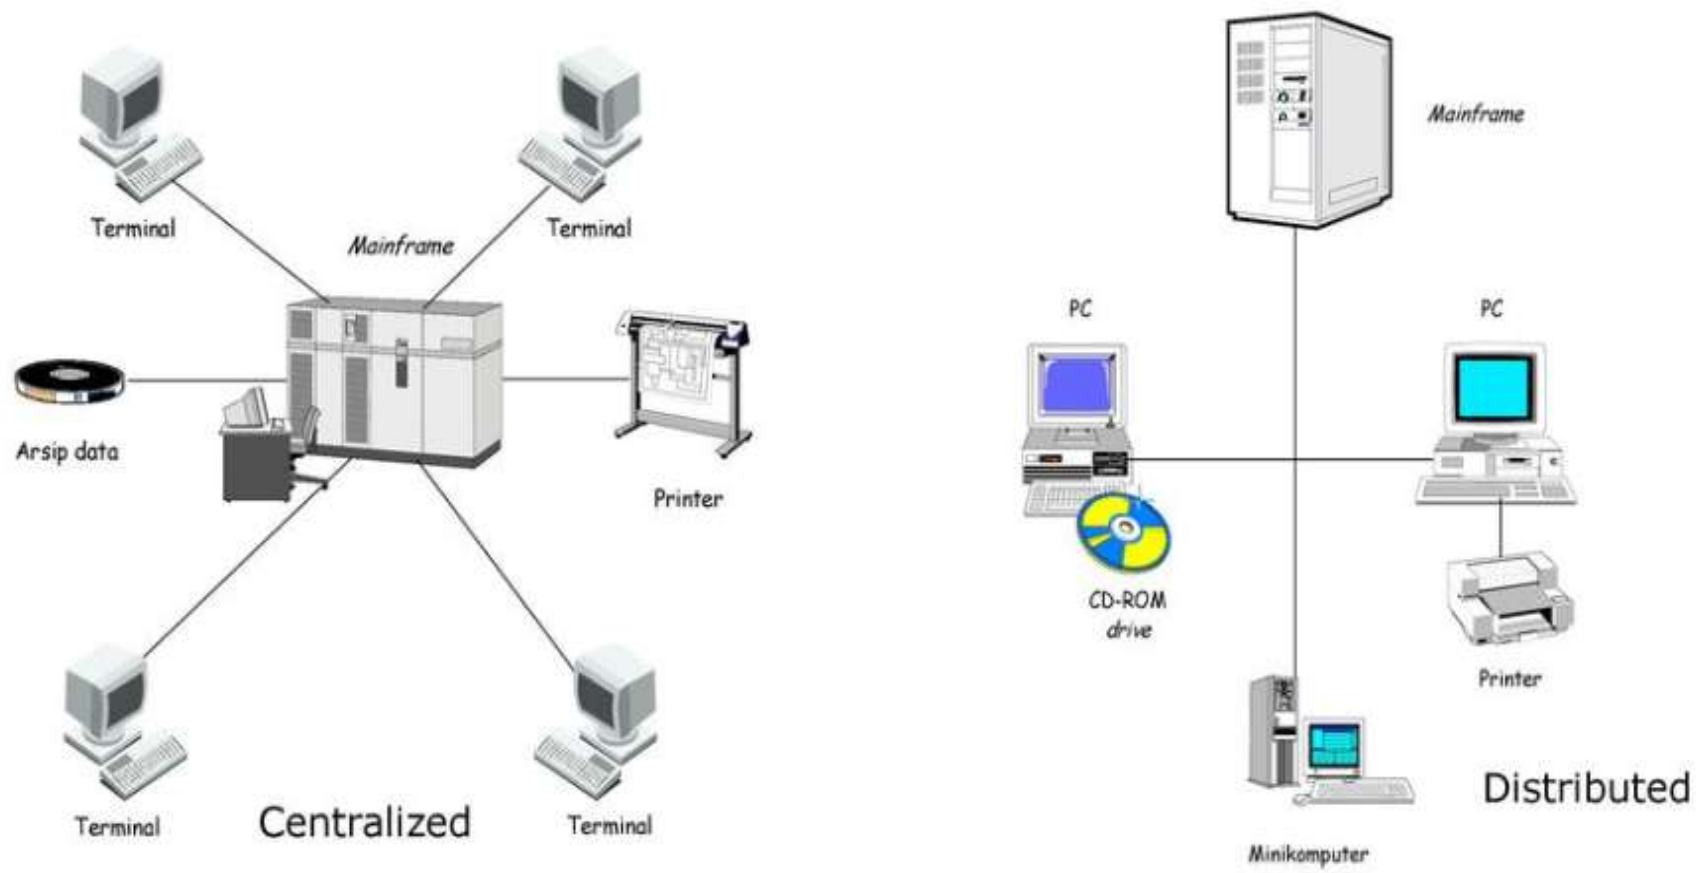 Terminal
Terminal
Mainframe
Arsip data
Printer
Terminal
Terminal
Centralized
Mainframe
PC
PC
CD-ROM
drive
Printer
Minikomputer
Distributed